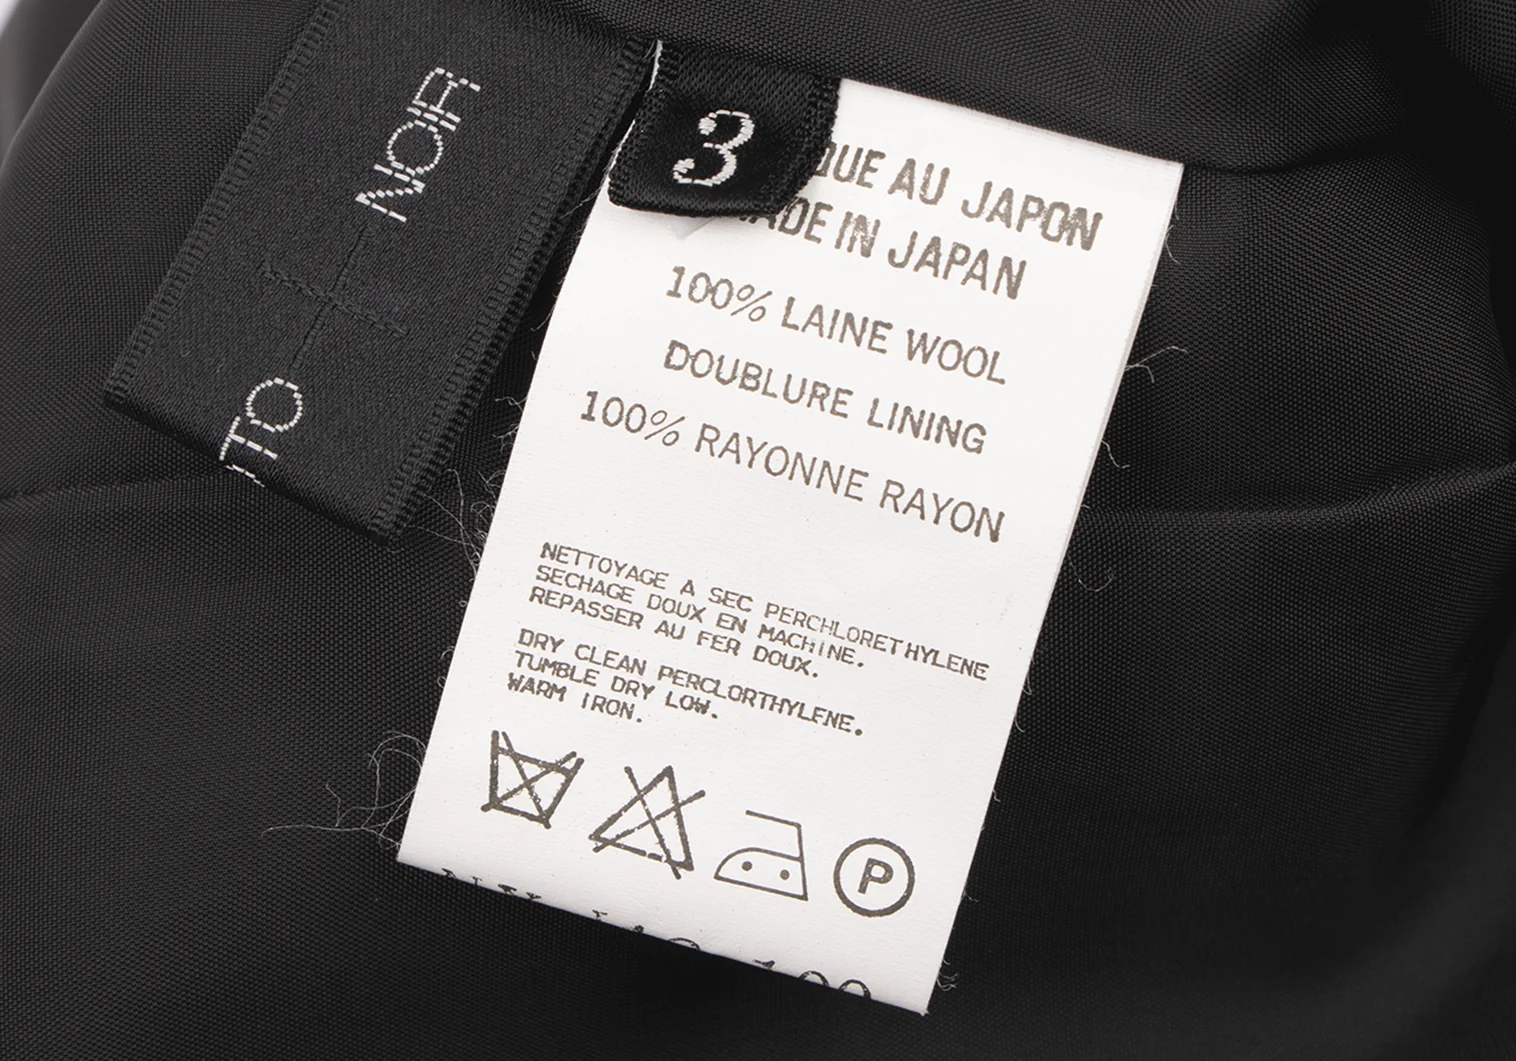 NOIR
3
QUE AU JAPON
MADE IN JAPAN
100% LAINE WOOL
DOUBLURE LINING
100% RAYONNE RAYON
NETTOYAGE A SEC PERCHLORETHYLENE
SECHAGE DOUX EN MACHINE.
REPASSER AU FER DOUX.
DRY CLEAN PERCLORTHYLENE.
TUMBLE DRY LOW.
WARM IRON.
P